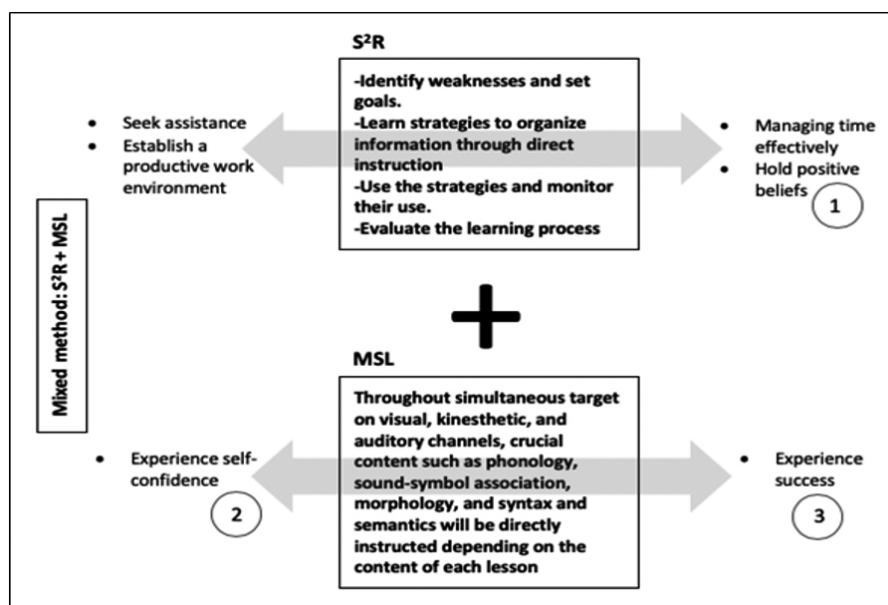 S²R
-Identify weaknesses and set
goals.
-Learn strategies to organize
information through direct
instruction
-Use the strategies and monitor
their use.
-Evaluate the learning process
• Seek assistance
• Establish a
productive work
environment
• Managing time
effectively
• Hold positive
beliefs
1
Mixed method: S²R + MSL
+
MSL
Throughout simultaneous target
on visual, kinesthetic, and
auditory channels, crucial
content such as phonology,
sound-symbol association,
morphology, and syntax and
semantics will be directly
instructed depending on the
content of each lesson
• Experience self-
confidence
2
• Experience
success
3